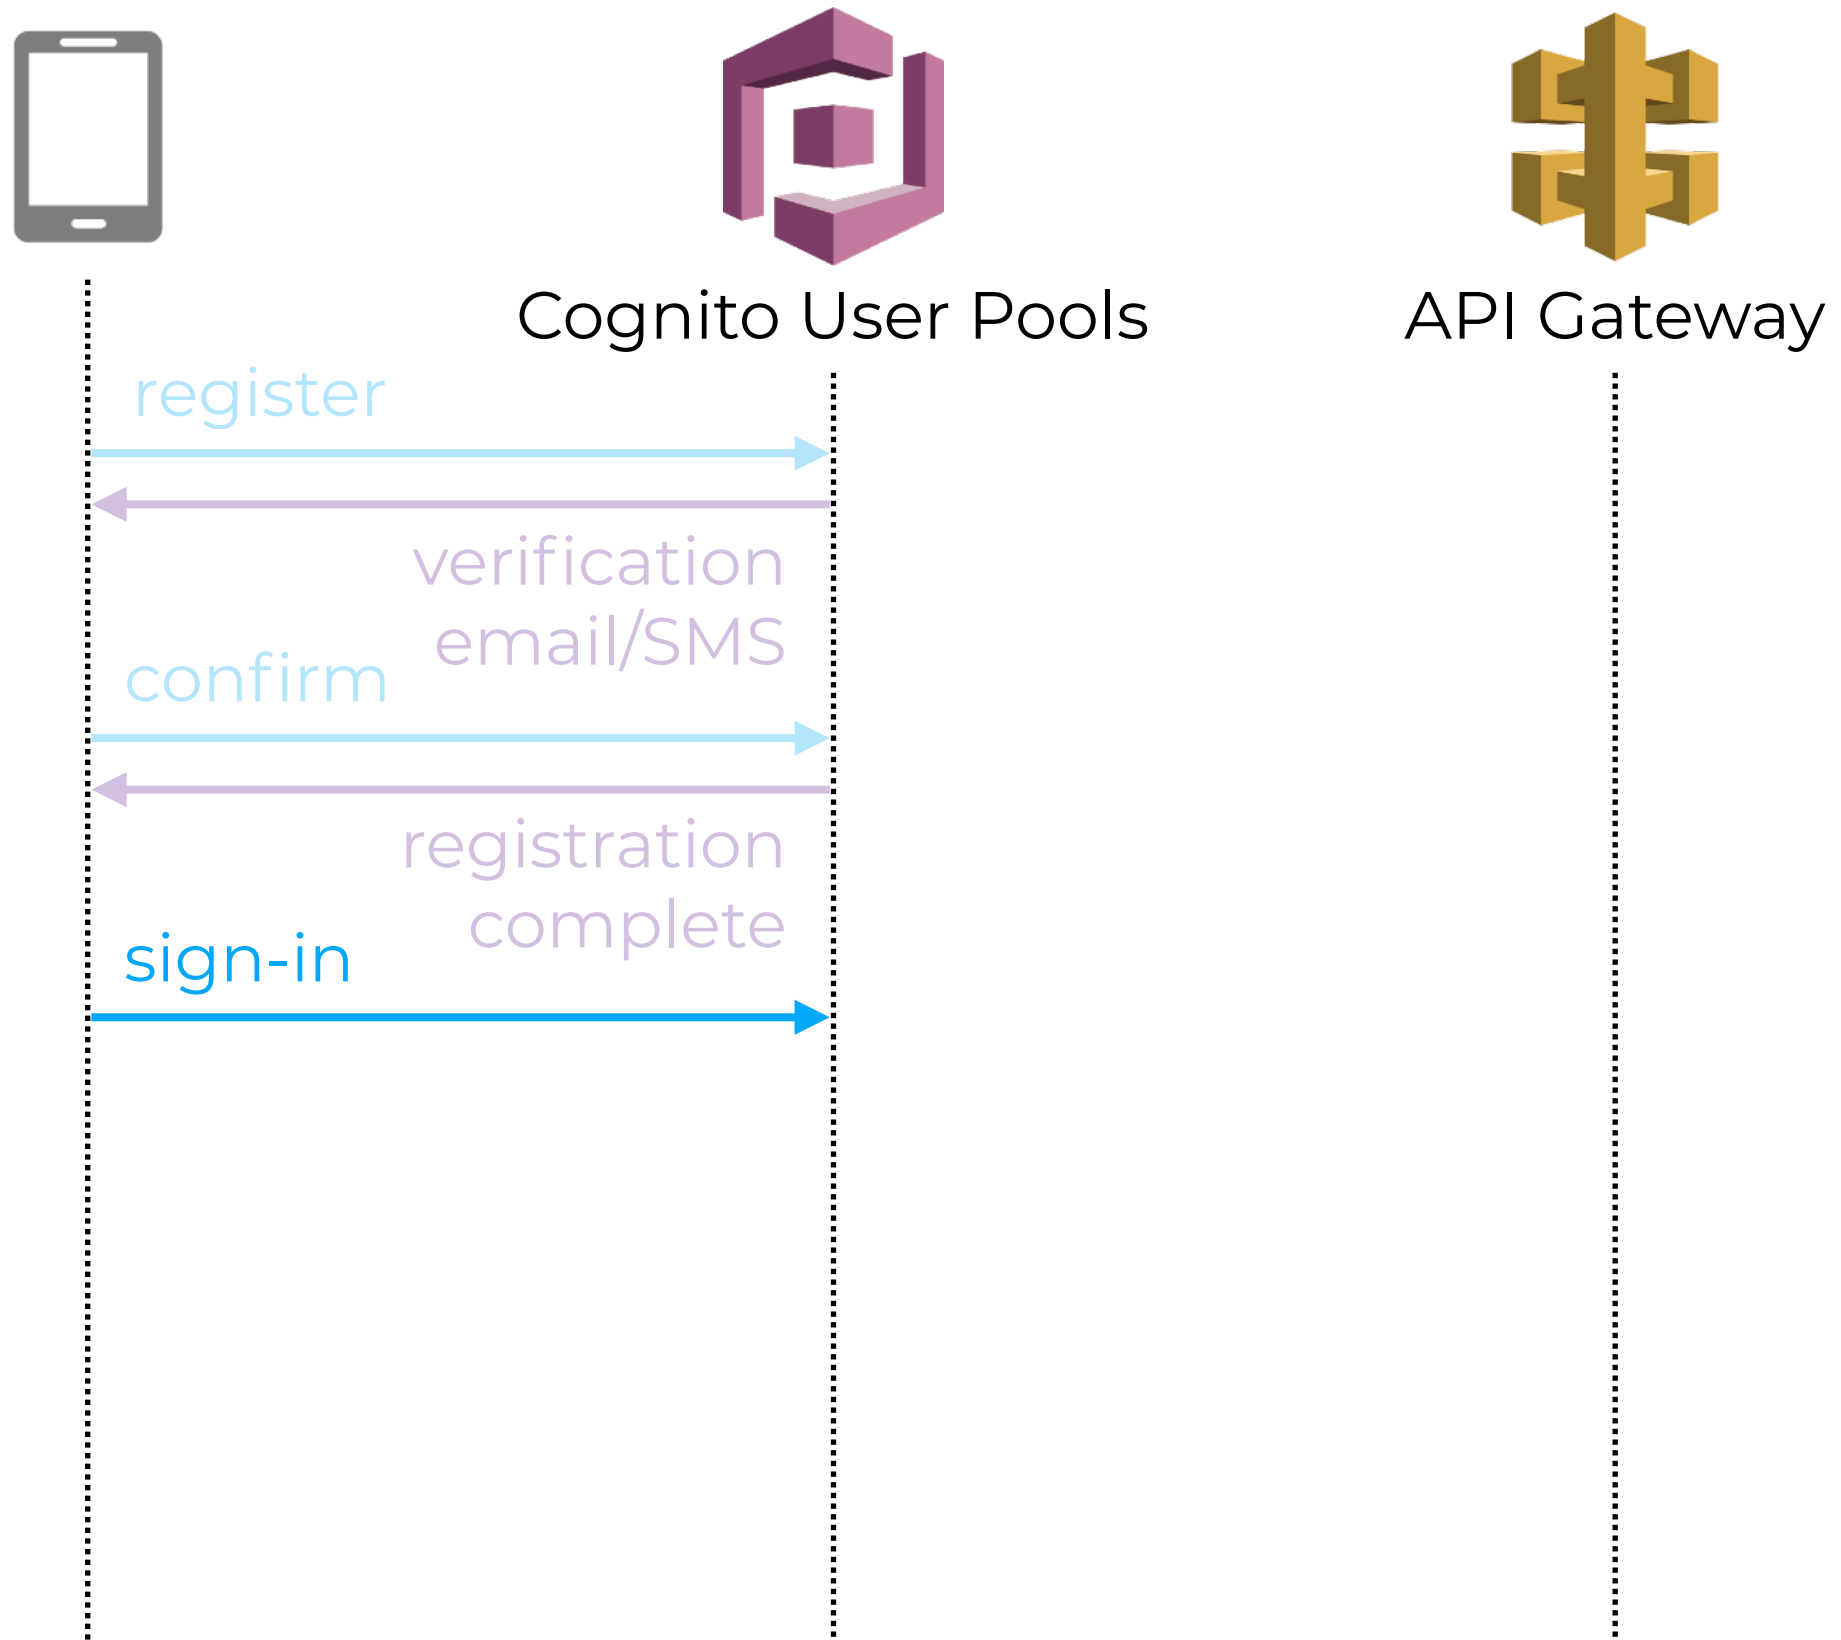 Cognito User Pools
API Gateway
register
verification
email/SMS
confirm
registration
complete
sign-in